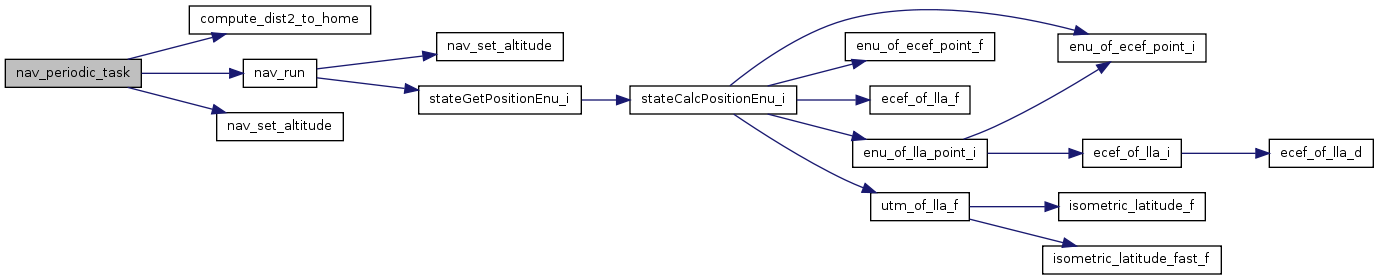 nav_periodic_task
compute_dist2_to_home
nav_run
nav_set_altitude
nav_set_altitude
stateGetPositionEnu_i
stateCalcPositionEnu_i
enu_of_ecef_point_f
ecef_of_lla_f
enu_of_lla_point_i
utm_of_lla_f
enu_of_ecef_point_i
ecef_of_lla_i
ecef_of_lla_d
isometric_latitude_f
isometric_latitude_fast_f